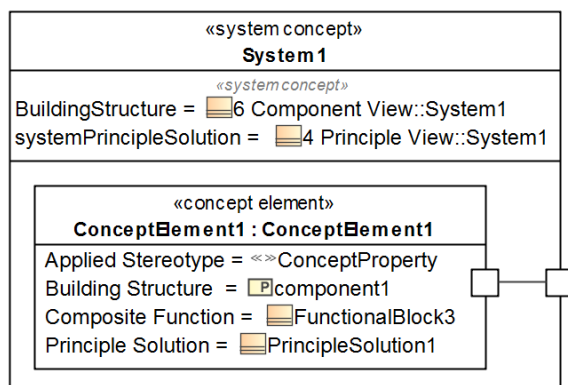 «system concept»
System1
«system concept»
BuildingStructure = 6 Component View::System1
systemPrincipleSolution = 4 Principle View::System1
«concept element»
ConceptElement1 : ConceptElement1
Applied Stereotype = «»ConceptProperty
Building Structure = P component1
Composite Function = FunctionalBlock3
Principle Solution = PrincipleSolution1